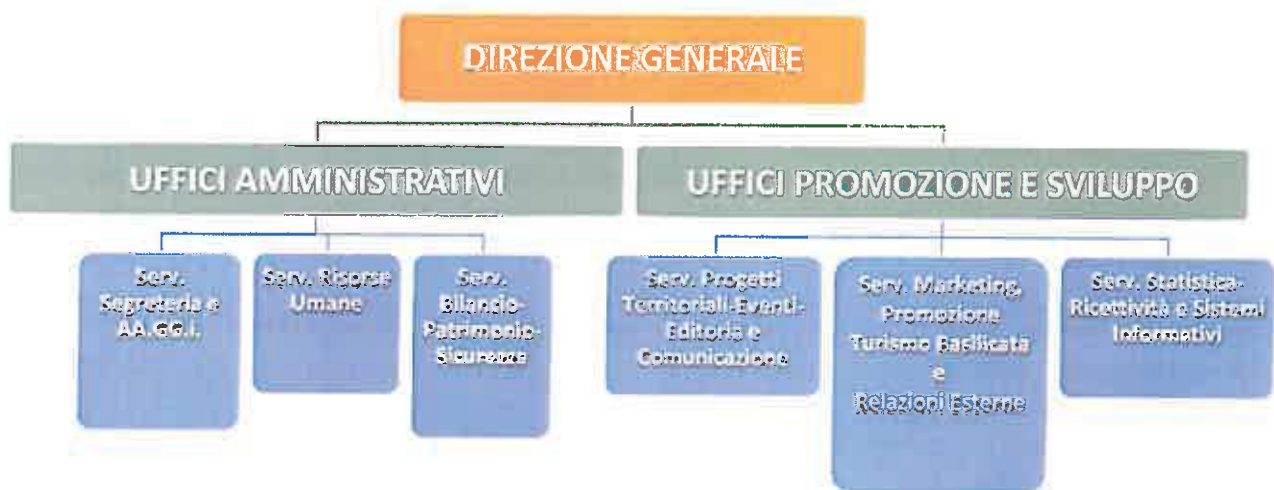 DIREZIONE GENERALE
UFFICI AMMINISTRATIVI
UFFICI PROMOZIONE E SVILUPPO
Serv.
Segreteria e
AA.GG.i.
Serv. Risorse
Umane
Serv.
Bilancio-
Patrimonio-
Sicurezza
Serv. Progetti
Territoriali-Eventi-
Editoria e
Comunicazione
Serv. Marketing,
Promozione
Turismo Basilicata
e
Relazioni Esterne
Serv. Statistica-
Ricettività e Sistemi
Informativi